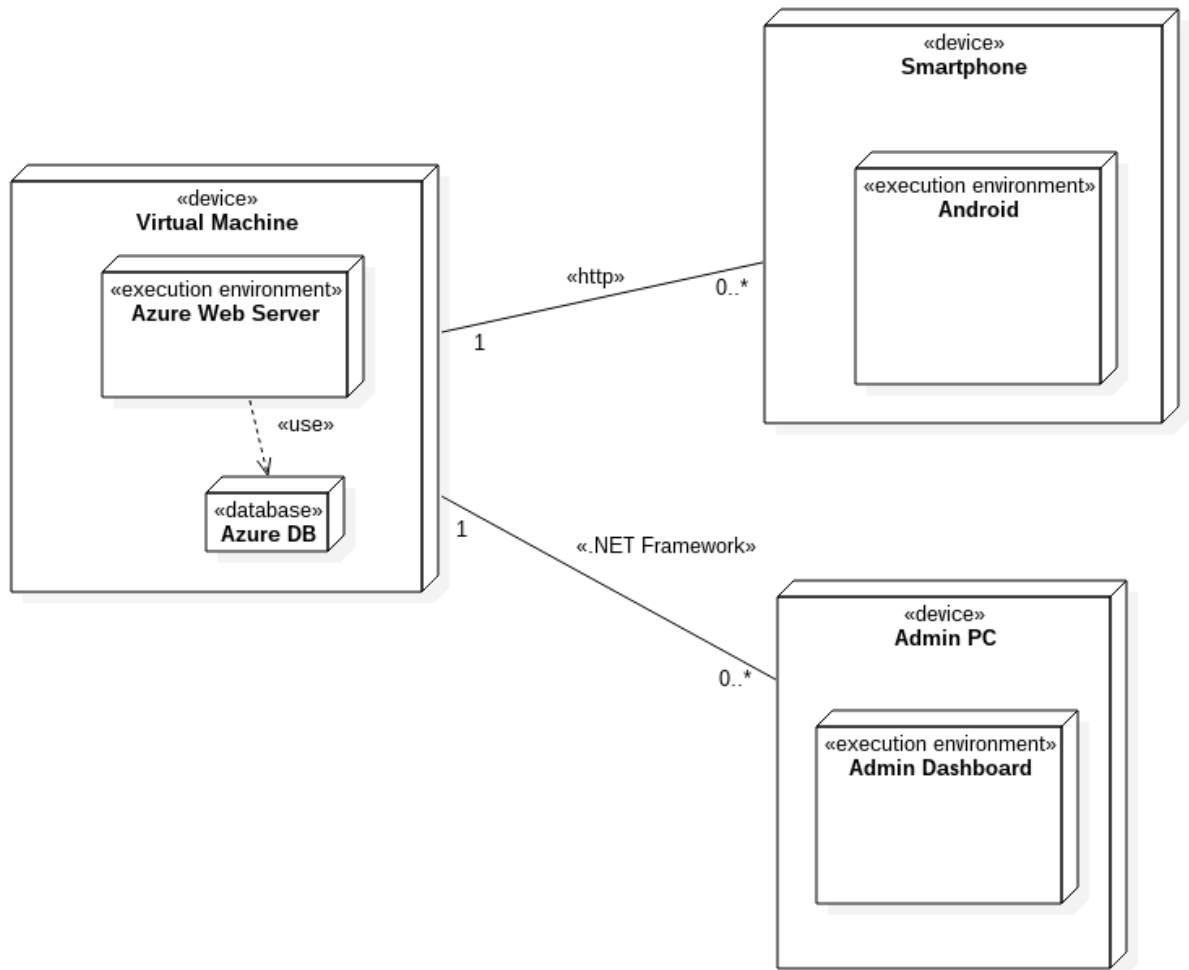 «device»
Smartphone
«execution environment»
Android
«device»
Virtual Machine
«execution environment»
Azure Web Server
«use»
«database»
Azure DB
«http»
0..*
1
1
«.NET Framework»
0..*
«device»
Admin PC
«execution environment»
Admin Dashboard